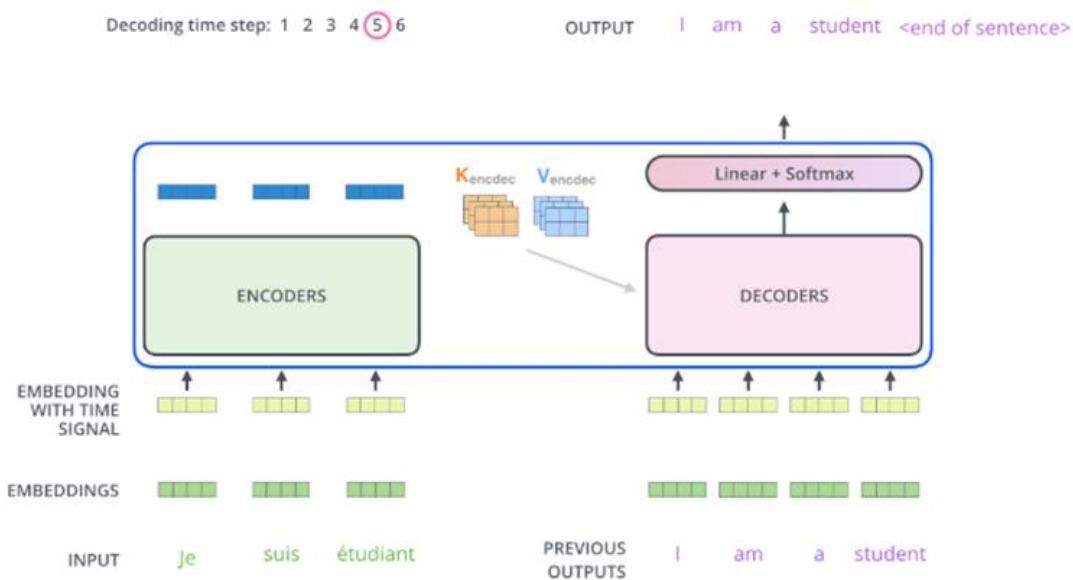 Decoding time step: 1 2 3 4 5 6
OUTPUT I am a student <end of sentence>
Kencdec Vencdec
Linear + Softmax
ENCODERS
DECODERS
EMBEDDING
WITH TIME
SIGNAL
EMBEDDINGS
INPUT Je suis étudiant
PREVIOUS
OUTPUTS
I am a student